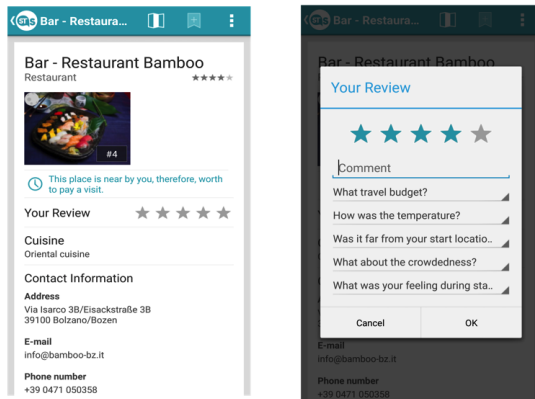 STS Bar - Restaura...
Bar - Restaurant Bamboo
Restaurant
#4
This place is near by you, therefore, worth
to pay a visit.
Your Review
Cuisine
Oriental cuisine
Contact Information
Address
Via Isarco 3B/Eisackstraße 3B
39100 Bolzano/Bozen
E-mail
info@bamboo-bz.it
Phone number
+39 0471 050358
STS Bar - Restaura...
Bar - Restaurant Bamboo
Your Review
Comment
What travel budget?
How was the temperature?
Was it far from your start locatio..
What about the crowdedness?
What was your feeling during sta..
Cancel
OK
E-mail
info@bamboo-bz.it
Phone number
+39 0471 050358